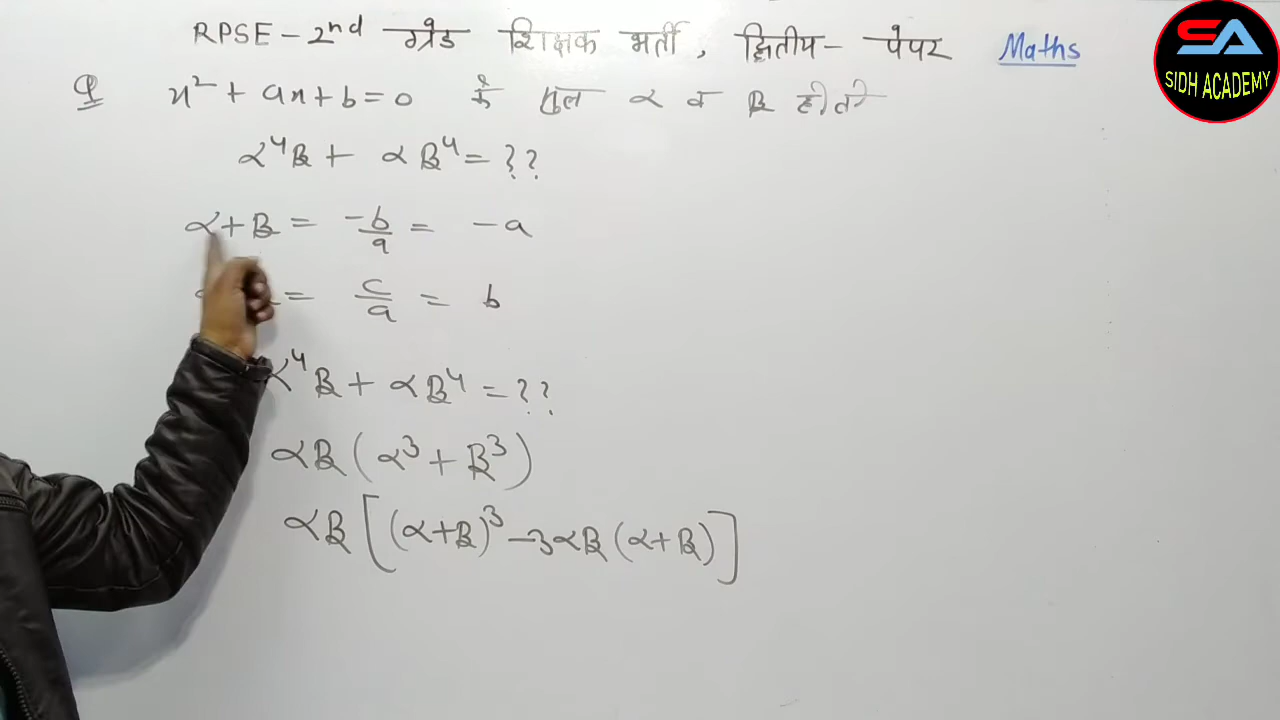 RPSE - 2nd ग्रेड शिक्षक भर्ती, द्वितीय - पेपर Maths
SA
SIDH ACADEMY
Q x² + ax + b = 0 के मूल α व β हो तो
α⁴β + αβ⁴ = ??
α + β = -b/a = -a
= c/a = b
α⁴β + αβ⁴ = ??
αβ (α³ + β³)
αβ [(α+β)³ - 3αβ (α+β)]